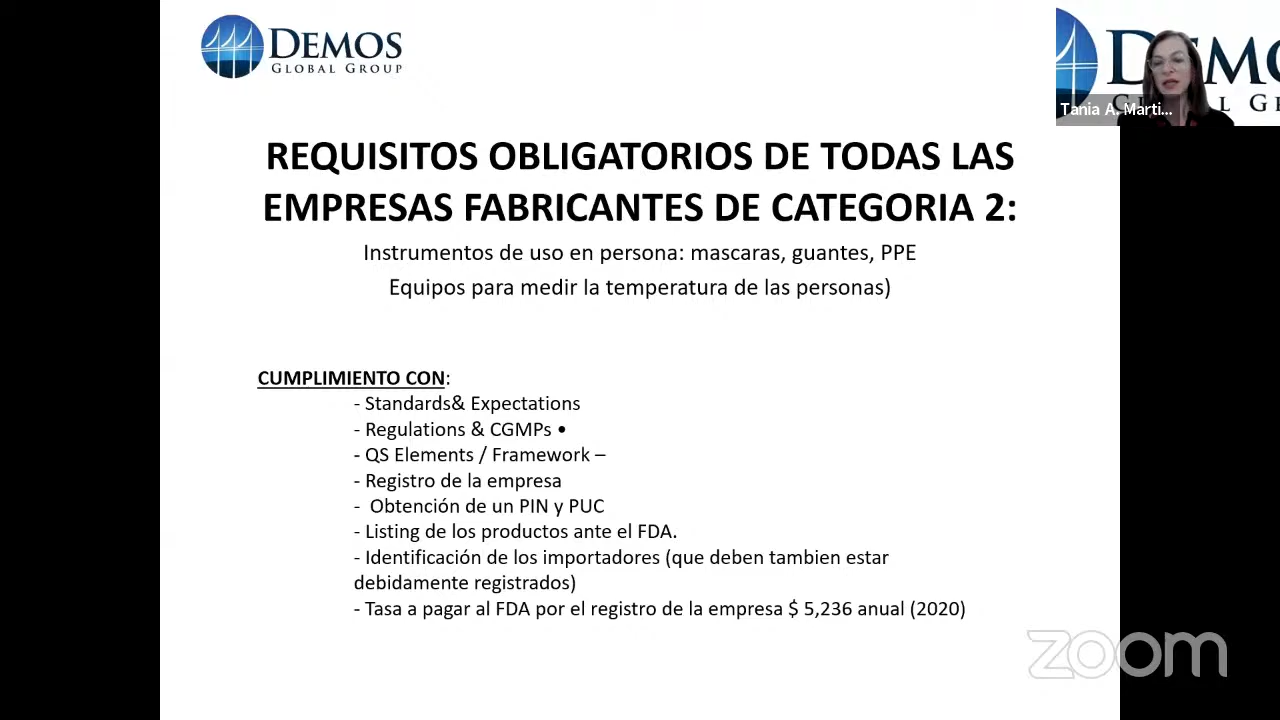 DEMOS
GLOBAL GROUP
Tania A. Marti...
REQUISITOS OBLIGATORIOS DE TODAS LAS
EMPRESAS FABRICANTES DE CATEGORIA 2:
Instrumentos de uso en persona: mascaras, guantes, PPE
Equipos para medir la temperatura de las personas)
CUMPLIMIENTO CON:
- Standards& Expectations
- Regulations & CGMPs •
- QS Elements / Framework –
- Registro de la empresa
- Obtención de un PIN y PUC
- Listing de los productos ante el FDA.
- Identificación de los importadores (que deben tambien estar
debidamente registrados)
- Tasa a pagar al FDA por el registro de la empresa $ 5,236 anual (2020)
zoom